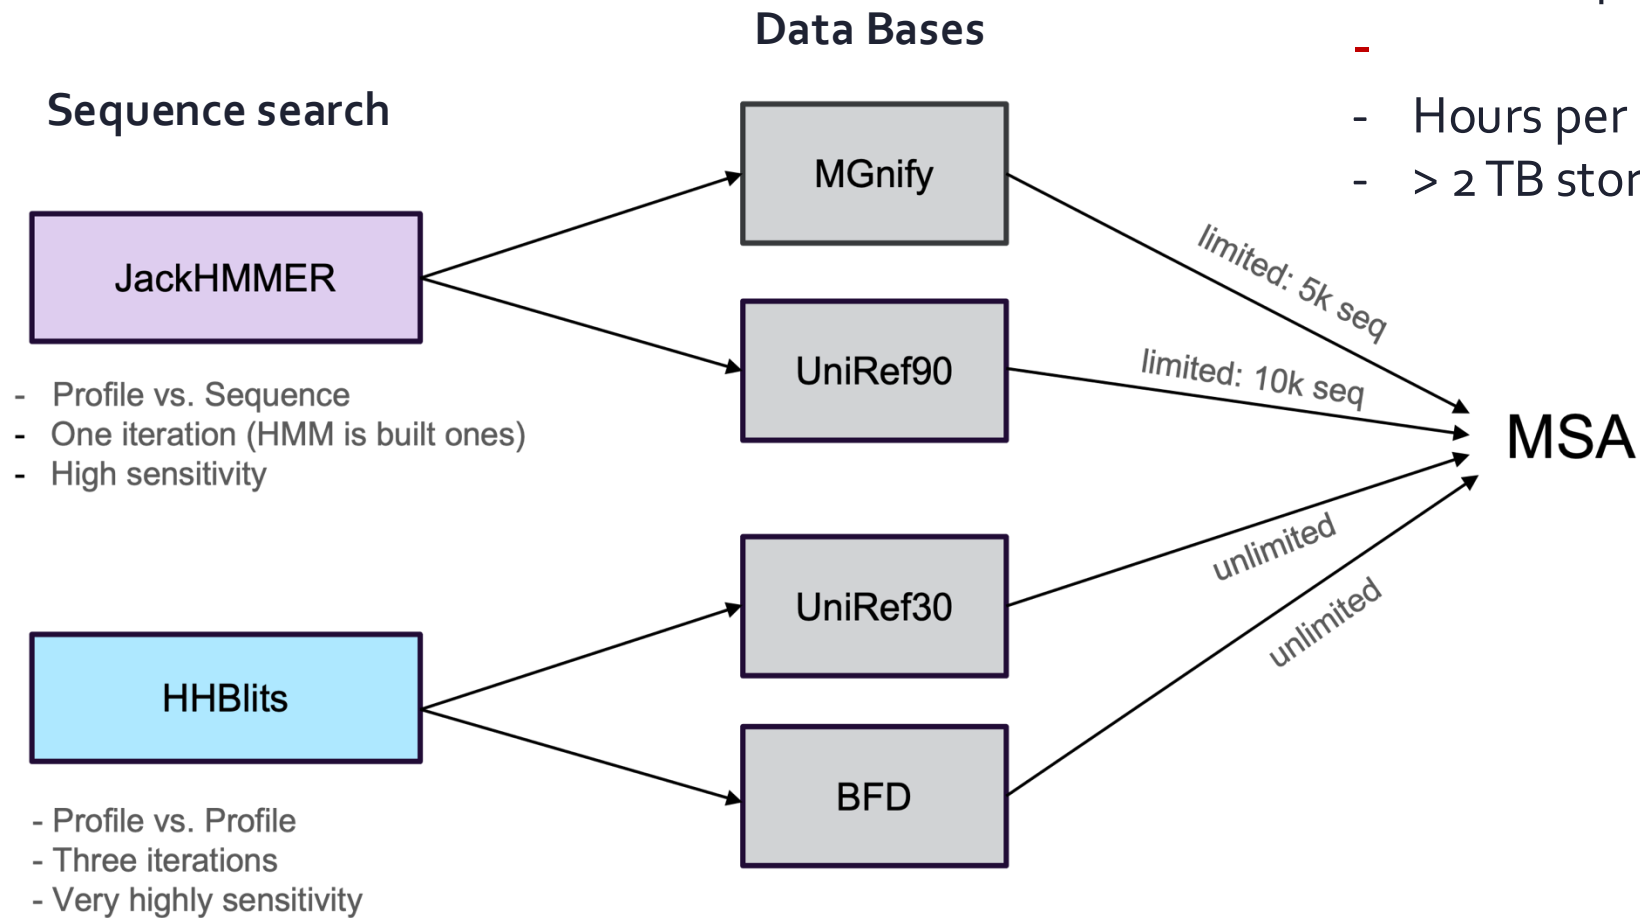 Data Bases
Sequence search
-
- Hours per
- > 2 TB
MGnify
JackHMMER
limited: 5k seq
UniRef90
limited: 10k seq
- Profile vs. Sequence
- One iteration (HMM is built ones)
- High sensitivity
MSA
UniRef30
unlimited
HHBlits
unlimited
BFD
- Profile vs. Profile
- Three iterations
- Very highly sensitivity